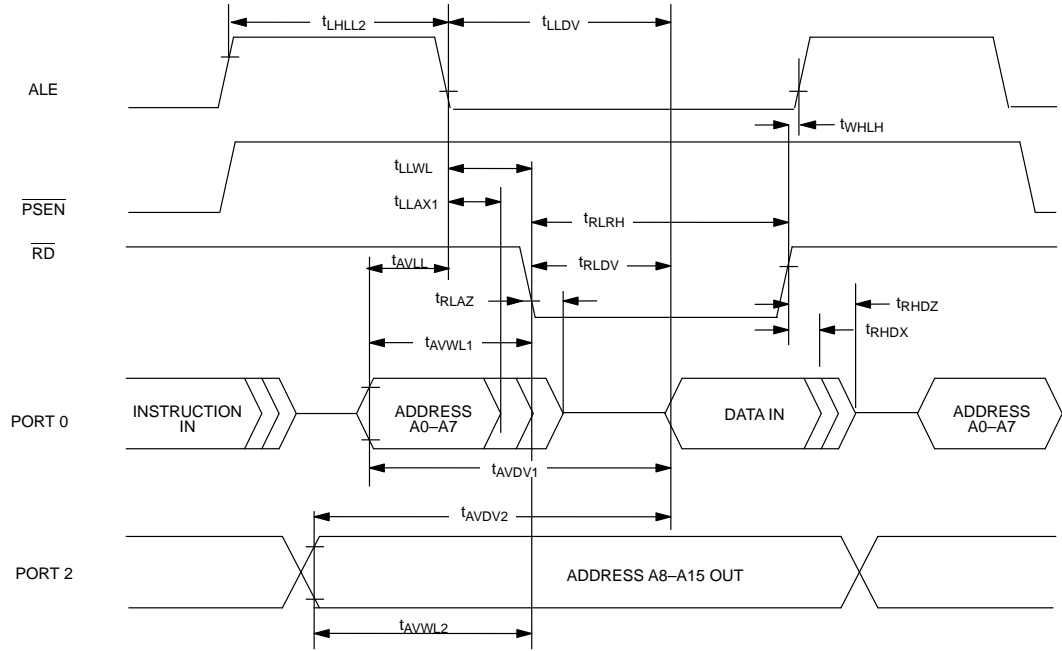 tLHLL2
tLLDV
ALE
tWHLH
tLLWL
PSEN
tLLAX1
tRLRH
RD
tAVLL
tRLDV
tRLAZ
tRHDZ
tRHDX
tAVWL1
PORT 0
INSTRUCTION
IN
ADDRESS
A0–A7
DATA IN
ADDRESS
A0–A7
tAVDV1
tAVDV2
PORT 2
ADDRESS A8–A15 OUT
tAVWL2